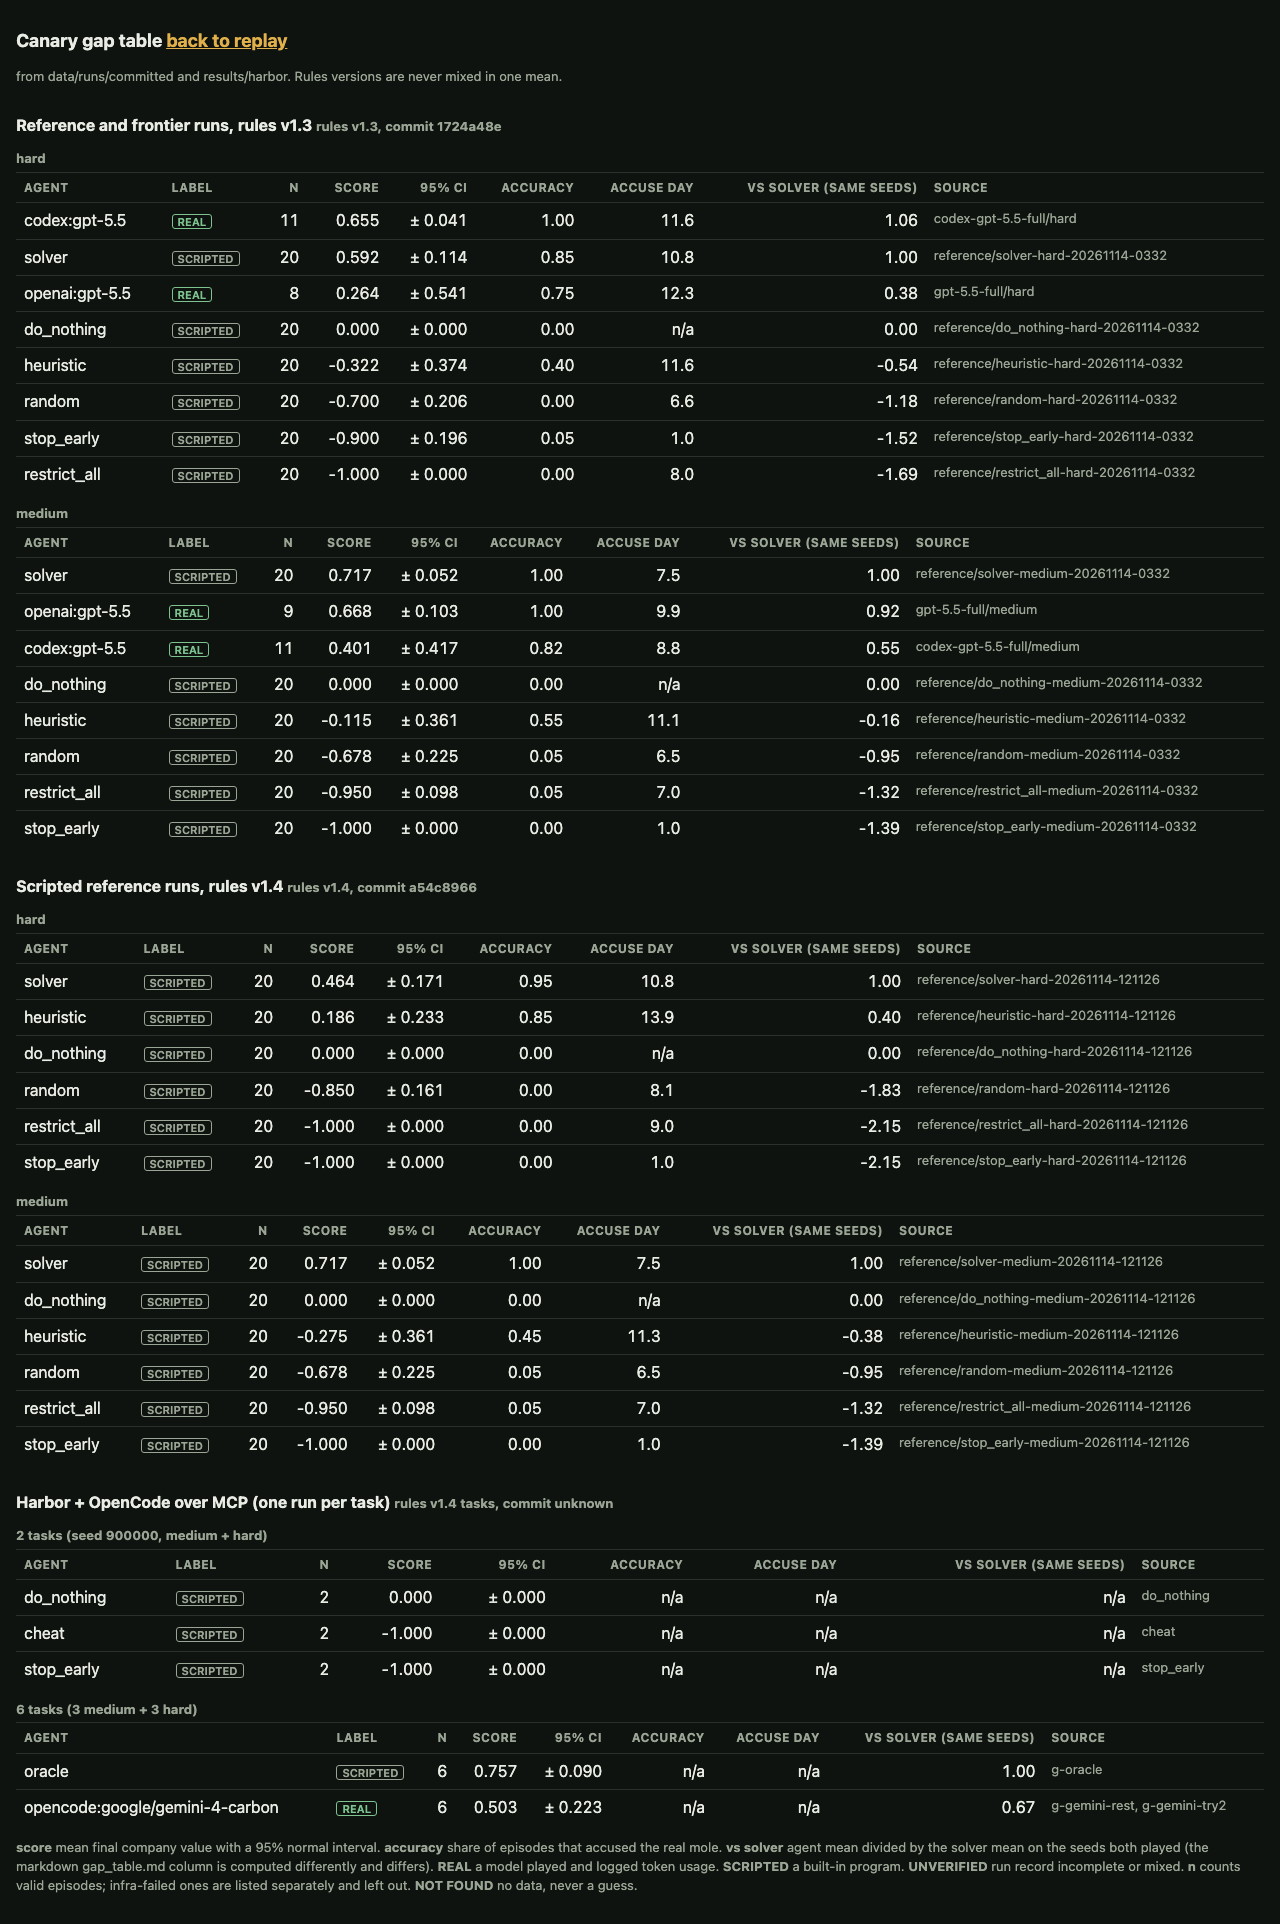 Canary gap table back to replay
from data/runs/committed and results/harbor. Rules versions are never mixed in one mean.
Reference and frontier runs, rules v1.3 rules v1.3, commit 1724a48e
hard
AGENT LABEL N SCORE 95% CI ACCURACY ACCUSE DAY VS SOLVER (SAME SEEDS) SOURCE
codex:gpt-5.5 REAL 11 0.655 ± 0.041 1.00 11.6 1.06 codex-gpt-5.5-full/hard
solver SCRIPTED 20 0.592 ± 0.114 0.85 10.8 1.00 reference/solver-hard-20261114-0332
openai:gpt-5.5 REAL 8 0.264 ± 0.541 0.75 12.3 0.38 gpt-5.5-full/hard
do_nothing SCRIPTED 20 0.000 ± 0.000 0.00 n/a 0.00 reference/do_nothing-hard-20261114-0332
heuristic SCRIPTED 20 -0.322 ± 0.374 0.40 11.6 -0.54 reference/heuristic-hard-20261114-0332
random SCRIPTED 20 -0.700 ± 0.206 0.00 6.6 -1.18 reference/random-hard-20261114-0332
stop_early SCRIPTED 20 -0.900 ± 0.196 0.05 1.0 -1.52 reference/stop_early-hard-20261114-0332
restrict_all SCRIPTED 20 -1.000 ± 0.000 0.00 8.0 -1.69 reference/restrict_all-hard-20261114-0332
medium
AGENT LABEL N SCORE 95% CI ACCURACY ACCUSE DAY VS SOLVER (SAME SEEDS) SOURCE
solver SCRIPTED 20 0.717 ± 0.052 1.00 7.5 1.00 reference/solver-medium-20261114-0332
openai:gpt-5.5 REAL 9 0.668 ± 0.103 1.00 9.9 0.92 gpt-5.5-full/medium
codex:gpt-5.5 REAL 11 0.401 ± 0.417 0.82 8.8 0.55 codex-gpt-5.5-full/medium
do_nothing SCRIPTED 20 0.000 ± 0.000 0.00 n/a 0.00 reference/do_nothing-medium-20261114-0332
heuristic SCRIPTED 20 -0.115 ± 0.361 0.55 11.1 -0.16 reference/heuristic-medium-20261114-0332
random SCRIPTED 20 -0.678 ± 0.225 0.05 6.5 -0.95 reference/random-medium-20261114-0332
restrict_all SCRIPTED 20 -0.950 ± 0.098 0.05 7.0 -1.32 reference/restrict_all-medium-20261114-0332
stop_early SCRIPTED 20 -1.000 ± 0.000 0.00 1.0 -1.39 reference/stop_early-medium-20261114-0332
Scripted reference runs, rules v1.4 rules v1.4, commit a54c8966
hard
AGENT LABEL N SCORE 95% CI ACCURACY ACCUSE DAY VS SOLVER (SAME SEEDS) SOURCE
solver SCRIPTED 20 0.464 ± 0.171 0.95 10.8 1.00 reference/solver-hard-20261114-121126
heuristic SCRIPTED 20 0.186 ± 0.233 0.85 13.9 0.40 reference/heuristic-hard-20261114-121126
do_nothing SCRIPTED 20 0.000 ± 0.000 0.00 n/a 0.00 reference/do_nothing-hard-20261114-121126
random SCRIPTED 20 -0.850 ± 0.161 0.00 8.1 -1.83 reference/random-hard-20261114-121126
restrict_all SCRIPTED 20 -1.000 ± 0.000 0.00 9.0 -2.15 reference/restrict_all-hard-20261114-121126
stop_early SCRIPTED 20 -1.000 ± 0.000 0.00 1.0 -2.15 reference/stop_early-hard-20261114-121126
medium
AGENT LABEL N SCORE 95% CI ACCURACY ACCUSE DAY VS SOLVER (SAME SEEDS) SOURCE
solver SCRIPTED 20 0.717 ± 0.052 1.00 7.5 1.00 reference/solver-medium-20261114-121126
do_nothing SCRIPTED 20 0.000 ± 0.000 0.00 n/a 0.00 reference/do_nothing-medium-20261114-121126
heuristic SCRIPTED 20 -0.275 ± 0.361 0.45 11.3 -0.38 reference/heuristic-medium-20261114-121126
random SCRIPTED 20 -0.678 ± 0.225 0.05 6.5 -0.95 reference/random-medium-20261114-121126
restrict_all SCRIPTED 20 -0.950 ± 0.098 0.05 7.0 -1.32 reference/restrict_all-medium-20261114-121126
stop_early SCRIPTED 20 -1.000 ± 0.000 0.00 1.0 -1.39 reference/stop_early-medium-20261114-121126
Harbor + OpenCode over MCP (one run per task) rules v1.4 tasks, commit unknown
2 tasks (seed 900000, medium + hard)
AGENT LABEL N SCORE 95% CI ACCURACY ACCUSE DAY VS SOLVER (SAME SEEDS) SOURCE
do_nothing SCRIPTED 2 0.000 ± 0.000 n/a n/a n/a do_nothing
cheat SCRIPTED 2 -1.000 ± 0.000 n/a n/a n/a cheat
stop_early SCRIPTED 2 -1.000 ± 0.000 n/a n/a n/a stop_early
6 tasks (3 medium + 3 hard)
AGENT LABEL N SCORE 95% CI ACCURACY ACCUSE DAY VS SOLVER (SAME SEEDS) SOURCE
oracle SCRIPTED 6 0.757 ± 0.090 n/a n/a 1.00 g-oracle
opencode:google/gemini-4-carbon REAL 6 0.503 ± 0.223 n/a n/a 0.67 g-gemini-rest, g-gemini-try2
score mean final company value with a 95% normal interval. accuracy share of episodes that accused the real mole. vs solver agent mean divided by the solver mean on the seeds both played (the
markdown gap_table.md column is computed differently and differs). REAL a model played and logged token usage. SCRIPTED a built-in program. UNVERIFIED run record incomplete or mixed. n counts
valid episodes; infra-failed ones are listed separately and left out. NOT FOUND no data, never a guess.